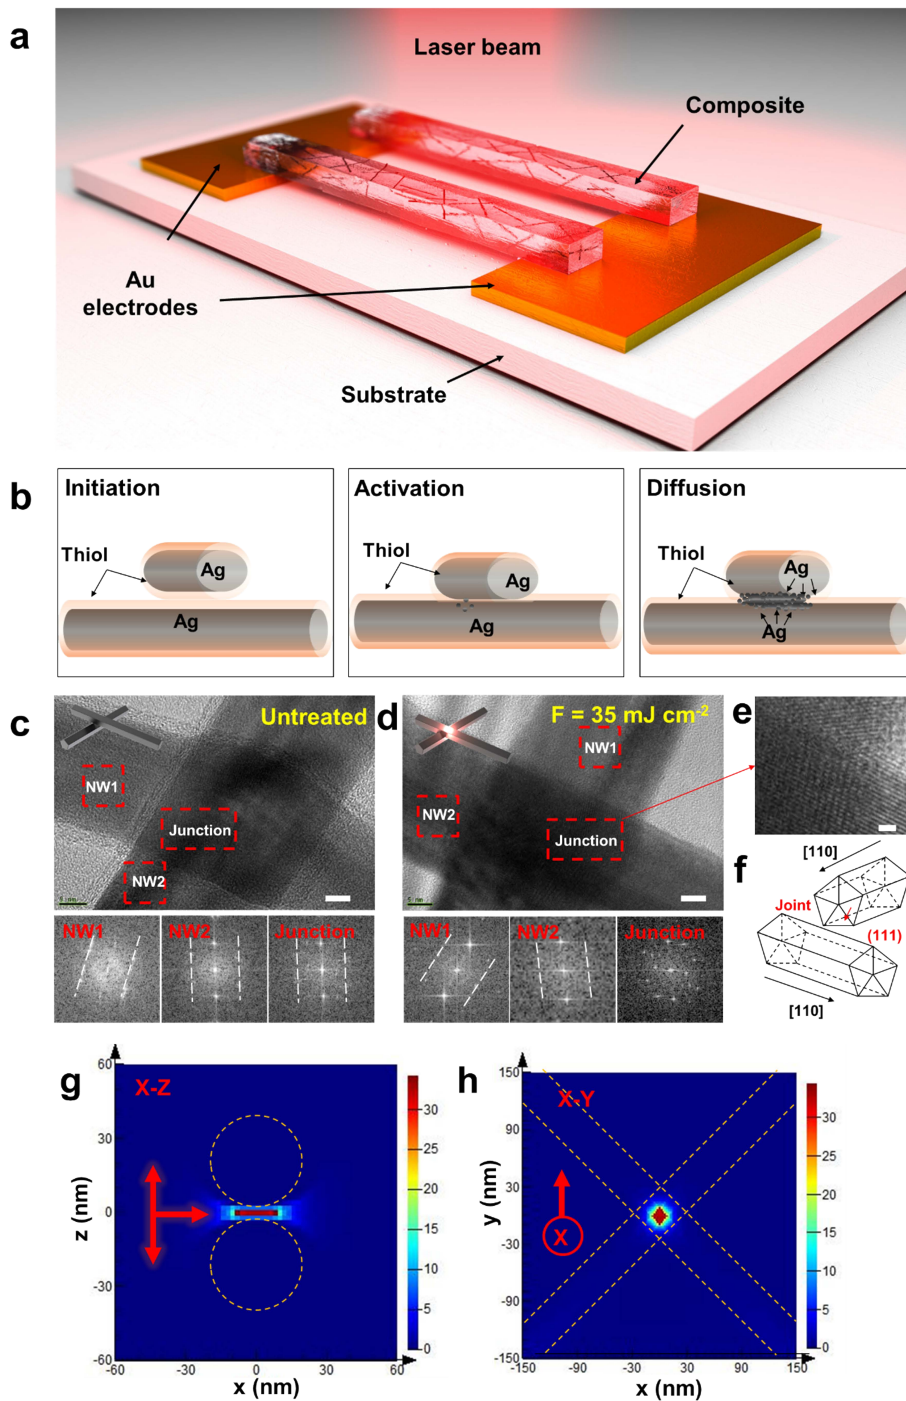 a
Laser beam
Composite
Au
electrodes
Substrate
b
Initiation
Thiol
Ag
Ag
Activation
Thiol
Ag
Ag
Diffusion
Thiol
Ag
Ag
c
Untreated
NW1
Junction
NW2
5 nm
NW1
NW2
Junction
d
F = 35 mJ cm-2
NW1
NW2
Junction
5 nm
NW1
NW2
Junction
e
f
[110]
Joint
(111)
[110]
g
X-Z
60
30
0
-30
-60
z (nm)
-60
-30
0
30
60
x (nm)
30
25
20
15
10
5
0
h
X-Y
X
150
90
30
-30
-90
-150
y (nm)
-150
-90
-30
30
90
150
x (nm)
30
25
20
15
10
5
0